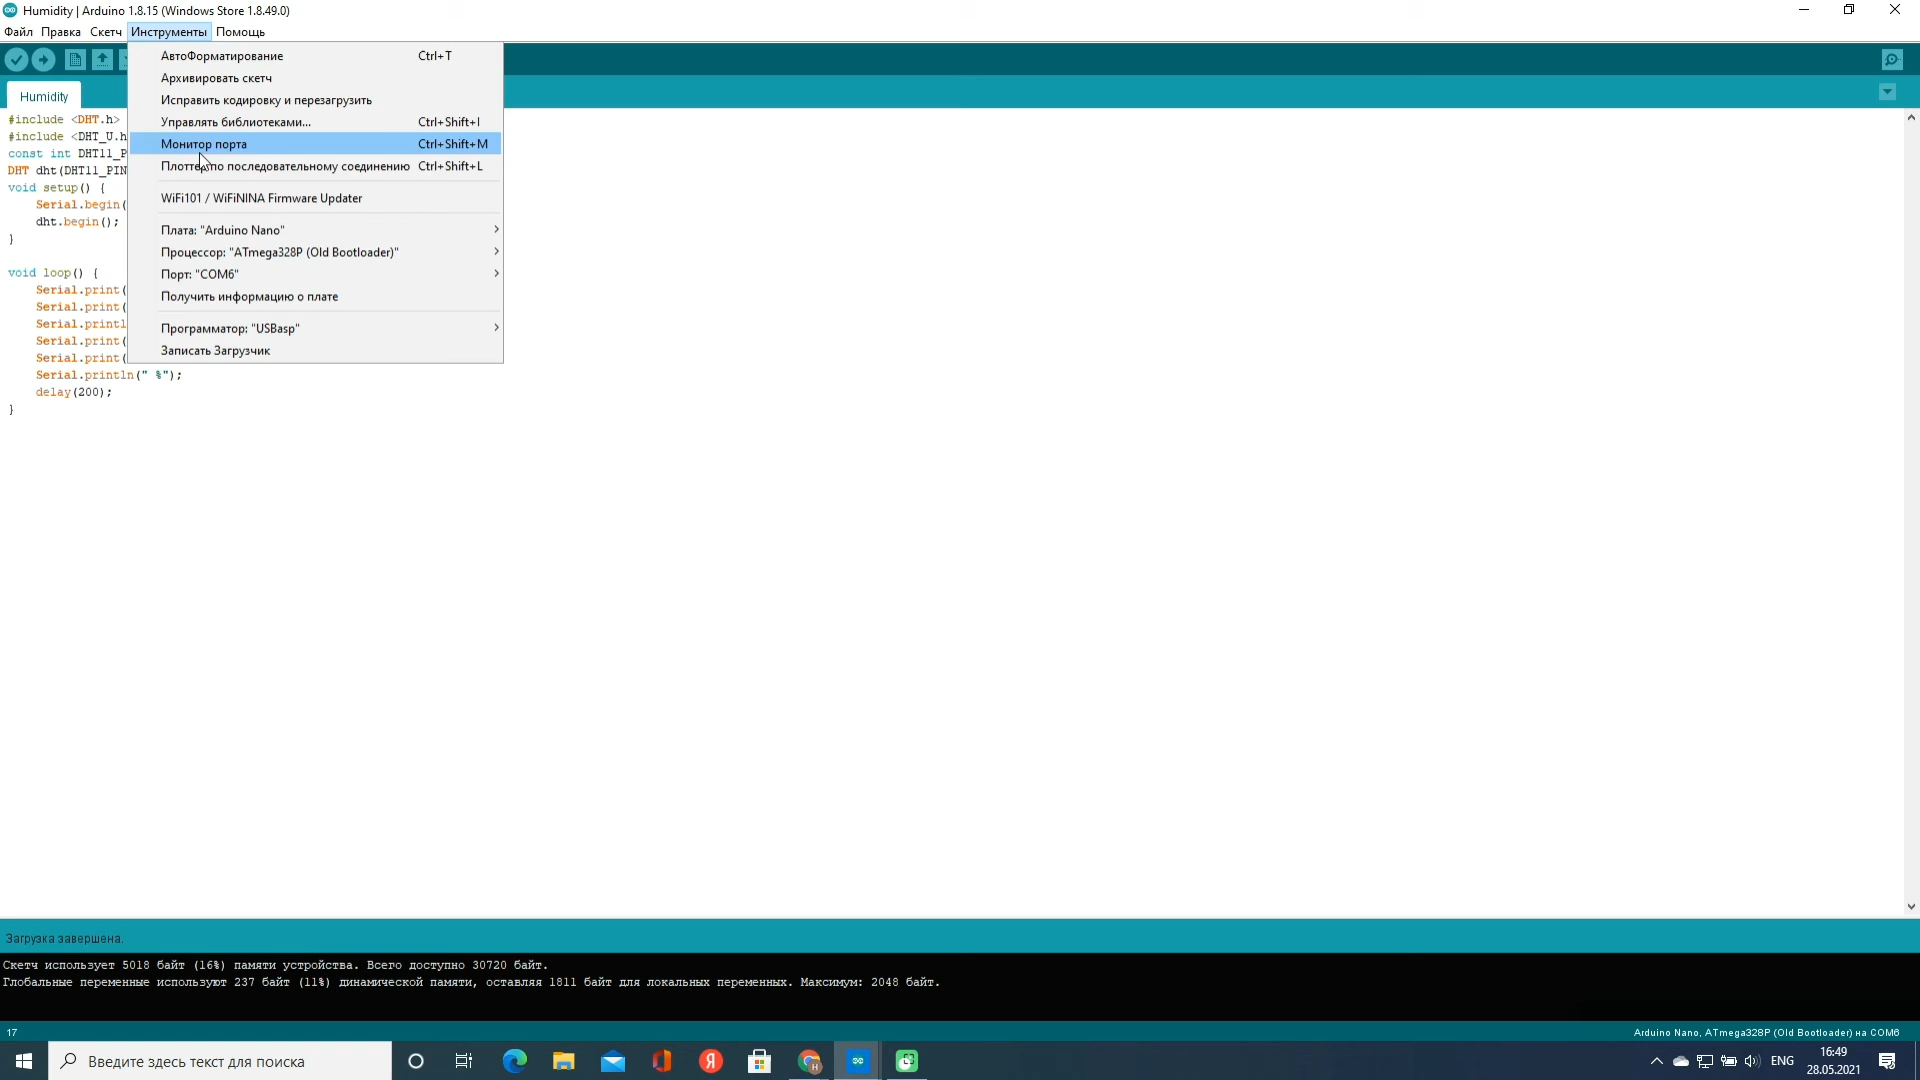 Humidity | Arduino 1.8.15 (Windows Store 1.8.49.0)
Файл Правка Скетч Инструменты Помощь
АвтоФорматирование Ctrl+T
Архивировать скетч
Исправить кодировку и перезагрузить
Управлять библиотеками... Ctrl+Shift+I
Монитор порта Ctrl+Shift+M
Плоттер по последовательному соединению Ctrl+Shift+L
WiFi101 / WiFiNINA Firmware Updater
Плата: "Arduino Nano"
Процессор: "ATmega328P (Old Bootloader)"
Порт: "COM6"
Получить информацию о плате
Программатор: "USBasp"
Записать Загрузчик
Humidity
#include <DHT.h>
#include <DHT_U.h
const int DHT11_P
DHT dht(DHT11_PIN
void setup() {
Serial.begin(
dht.begin();
}
void loop() {
Serial.print(
Serial.print(
Serial.printl
Serial.print(
Serial.print(
Serial.println(" %");
delay(200);
}
Загрузка завершена.
Скетч использует 5018 байт (16%) памяти устройства. Всего доступно 30720 байт.
Глобальные переменные используют 237 байт (11%) динамической памяти, оставляя 1811 байт для локальных переменных. Максимум: 2048 байт.
17 Arduino Nano, ATmega328P (Old Bootloader) на COM6
Введите здесь текст для поиска
ENG
16:49
28.05.2021